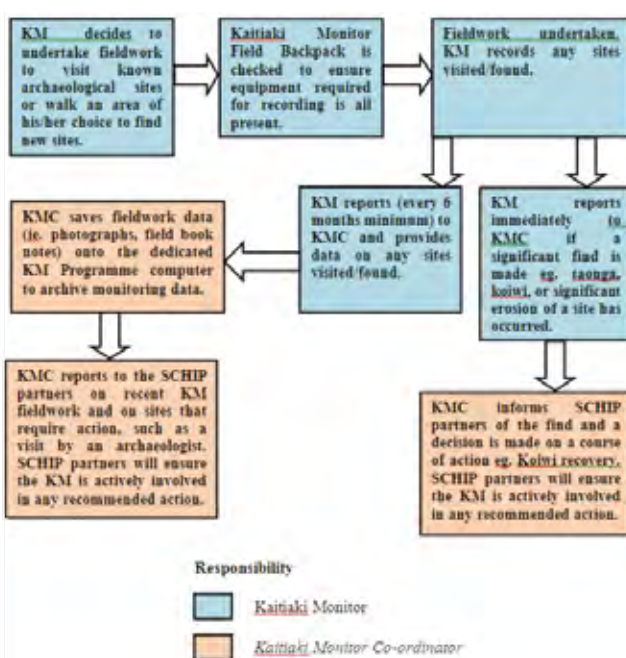 KM decides to
undertake fieldwork
to visit known
archaeological sites
or walk an area of
his/her choice to find
new sites.
Kaitiaki Monitor
Field Backpack is
checked to ensure
equipment required
for recording is all
present.
Fieldwork undertaken.
KM records any sites
visited/found.
KMC saves fieldwork data
(ie. photographs, field book
notes) onto the dedicated
KM Programme computer
to archive monitoring data.
KM reports (every 6
months minimum) to
KMC and provides
data on any sites
visited/found.
KM reports
immediately to
KMC if a
significant find is
made eg. taonga,
koiwi, or significant
erosion of a site has
occurred.
KMC reports to the SCHIP
partners on recent KM
fieldwork and on sites that
require action, such as a
visit by an archaeologist.
SCHIP partners will ensure
the KM is actively involved
in any recommended action.
KMC informs SCHIP
partners of the find and a
decision is made on a course
of action eg. Koiwi recovery.
SCHIP partners will ensure
the KM is actively involved
in any recommended action.
Responsibility
Kaitiaki Monitor
Kaitiaki Monitor Co-ordinator